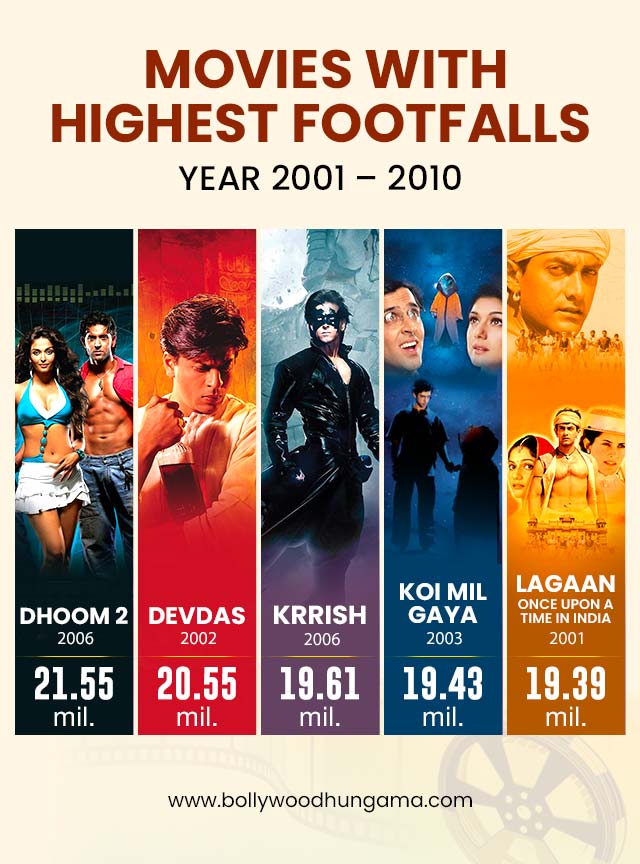 MOVIES WITH
HIGHEST FOOTFALLS
YEAR 2001 – 2010
DHOOM 2
2006
21.55
mil.
DEVDAS
2002
20.55
mil.
KRRISH
2006
19.61
mil.
KOI MIL
GAYA
2003
19.43
mil.
LAGAAN
ONCE UPON A
TIME IN INDIA
2001
19.39
mil.
www.bollywoodhungama.com